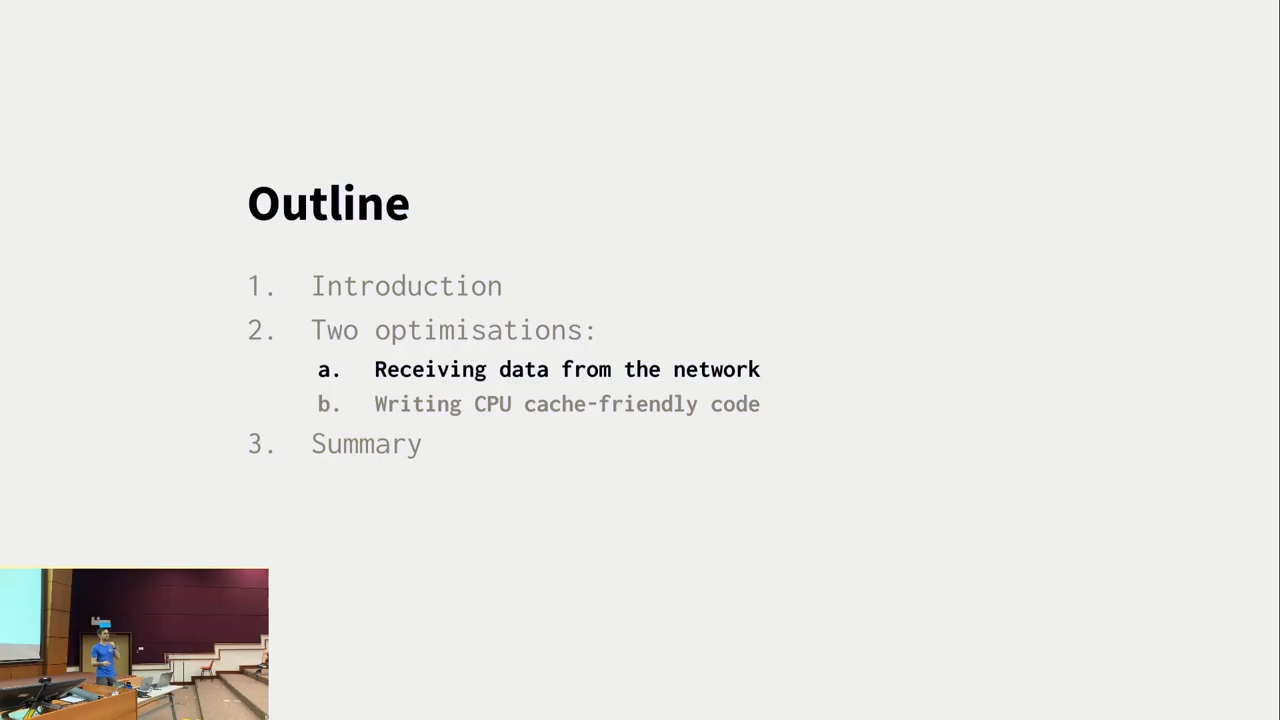 Outline
1. Introduction
2. Two optimisations:
a. Receiving data from the network
b. Writing CPU cache-friendly code
3. Summary